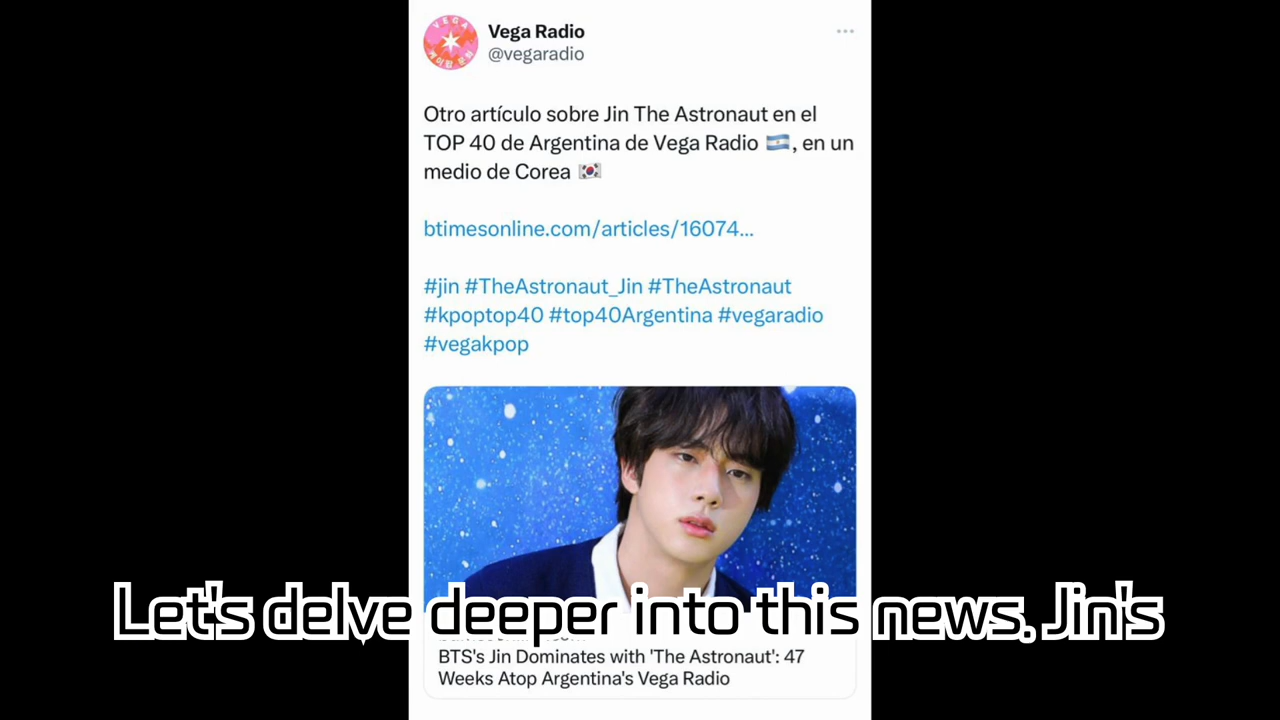 Vega Radio
@vegaradio
Otro artículo sobre Jin The Astronaut en el
TOP 40 de Argentina de Vega Radio 🇦🇷, en un
medio de Corea 🇰🇷
btimesonline.com/articles/16074...
#jin #TheAstronaut_Jin #TheAstronaut
#kpoptop40 #top40Argentina #vegaradio
#vegakpop
Let's delve deeper into this news. Jin's
BTS's Jin Dominates with 'The Astronaut': 47
Weeks Atop Argentina's Vega Radio